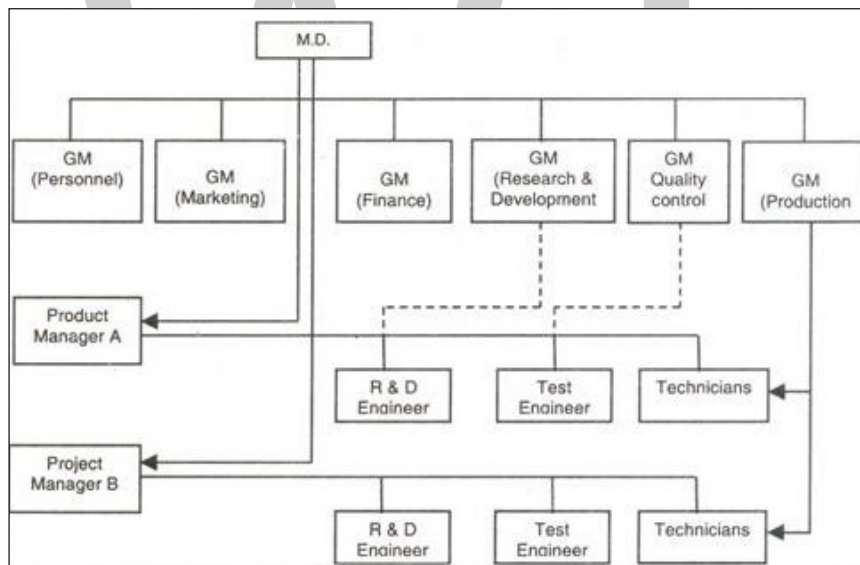 M.D.
GM
(Personnel)
GM
(Marketing)
GM
(Finance)
GM
(Research &
Development
GM
Quality
control
GM
(Production
Product
Manager A
R & D
Engineer
Test
Engineer
Technicians
Project
Manager B
R & D
Engineer
Test
Engineer
Technicians